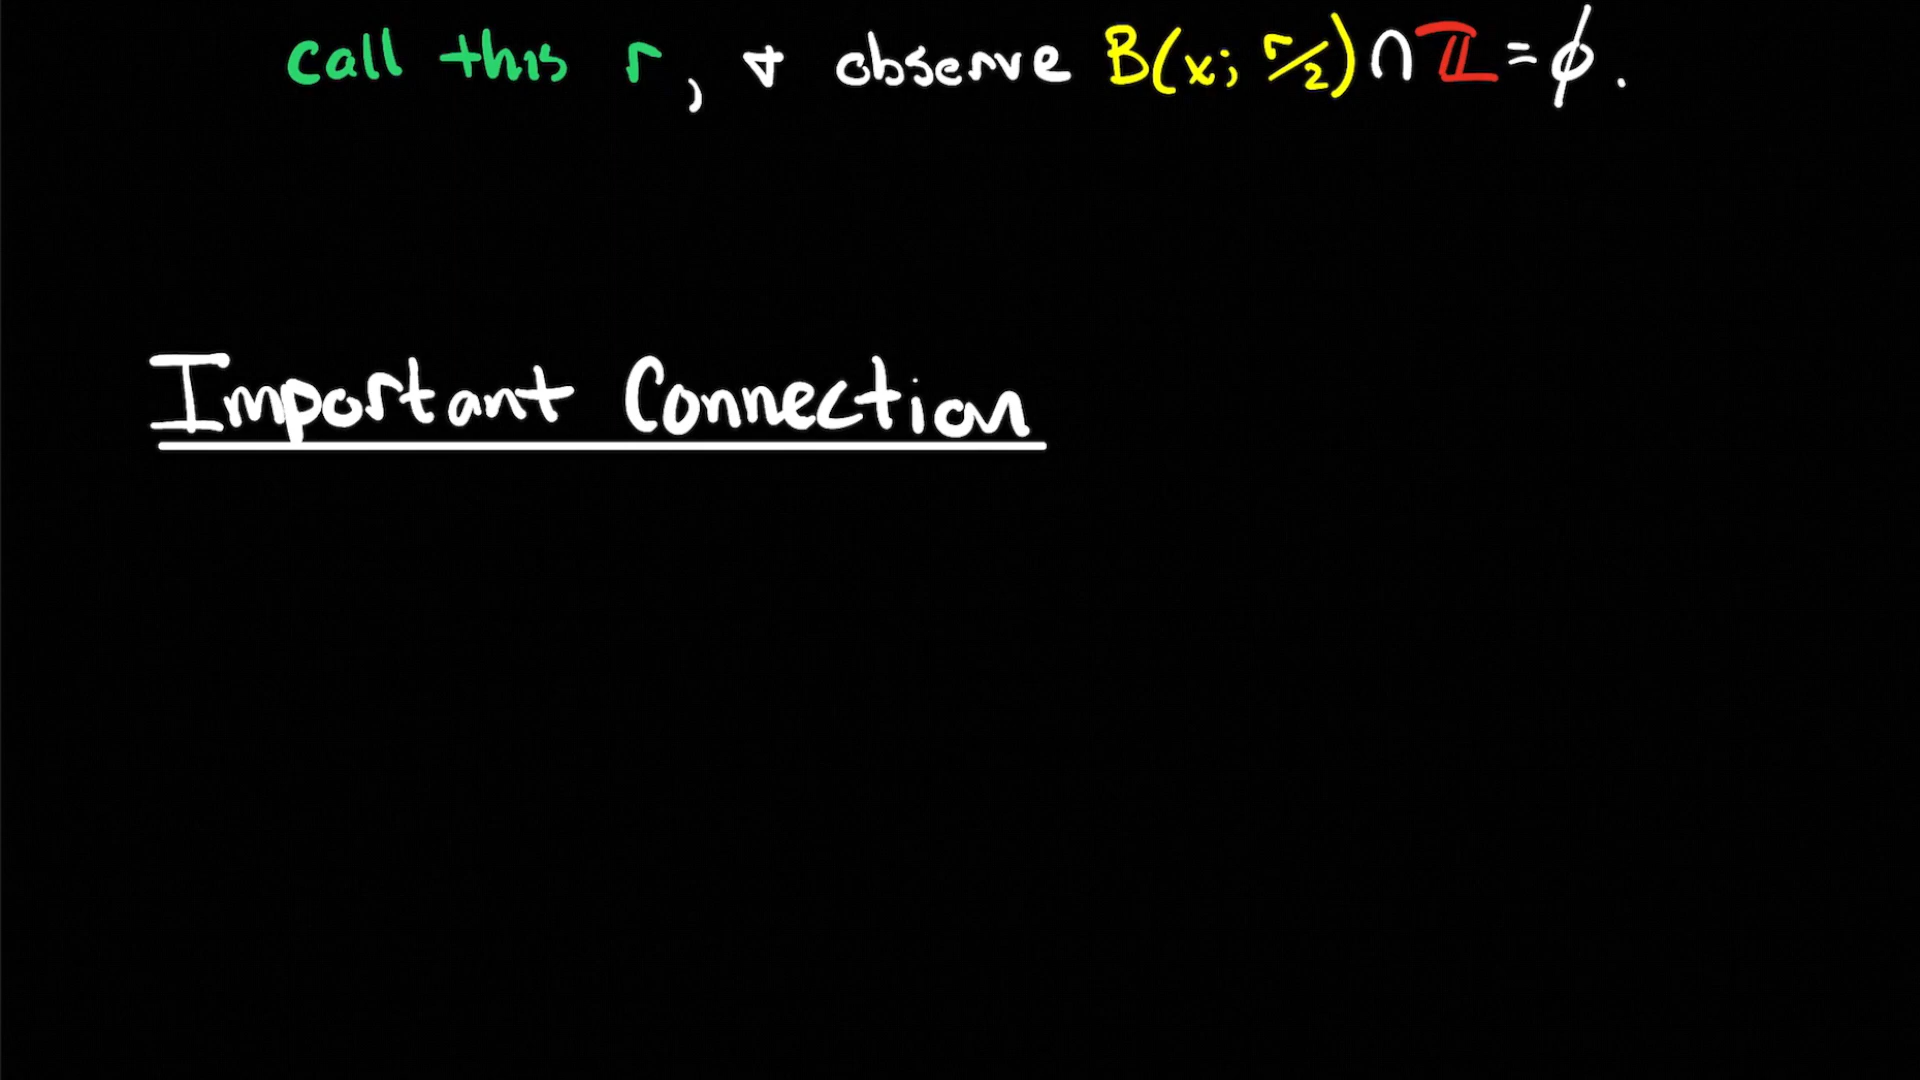 call this r, & observe B(x; r/2) ∩ 𝕀 = ϕ.
Important Connection